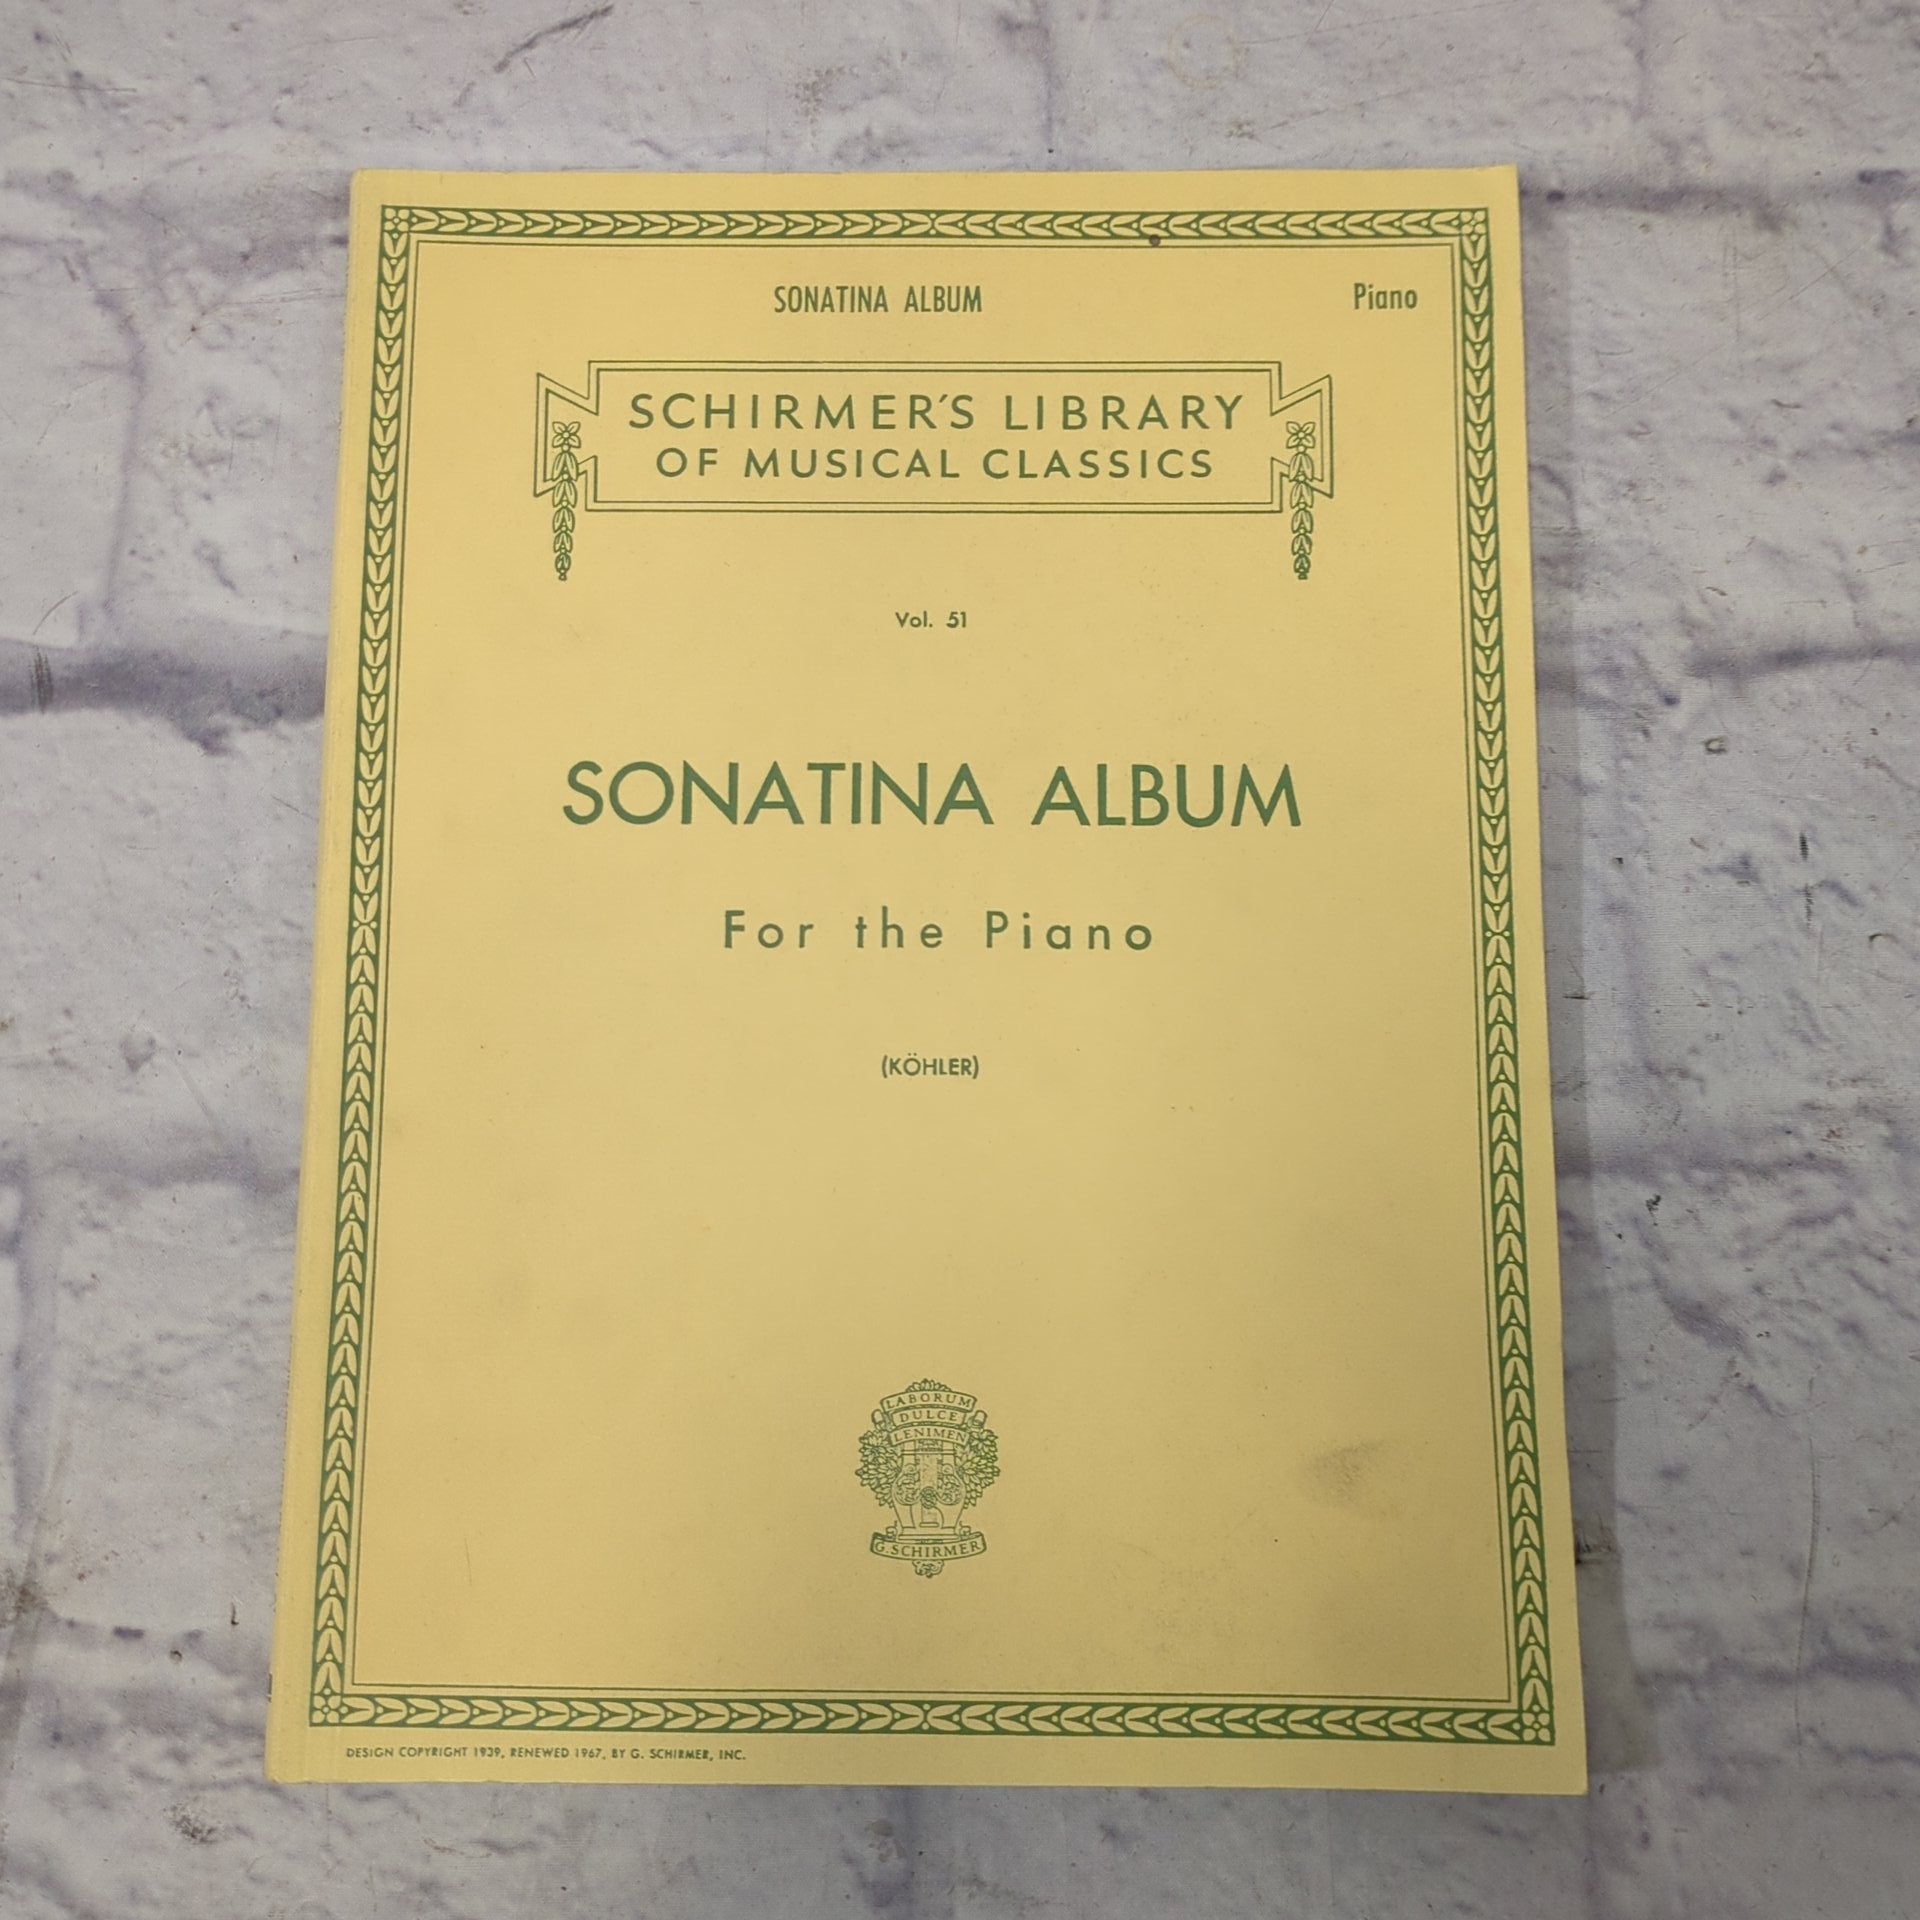 SONATINA ALBUM
Piano
SCHIRMER'S LIBRARY
OF MUSICAL CLASSICS
Vol. 51
SONATINA ALBUM
For the Piano
(KÖHLER)
LABORUM
DULCE
LENIMEN
G. SCHIRMER
DESIGN COPYRIGHT 1939, RENEWED 1967, BY G. SCHIRMER, INC.